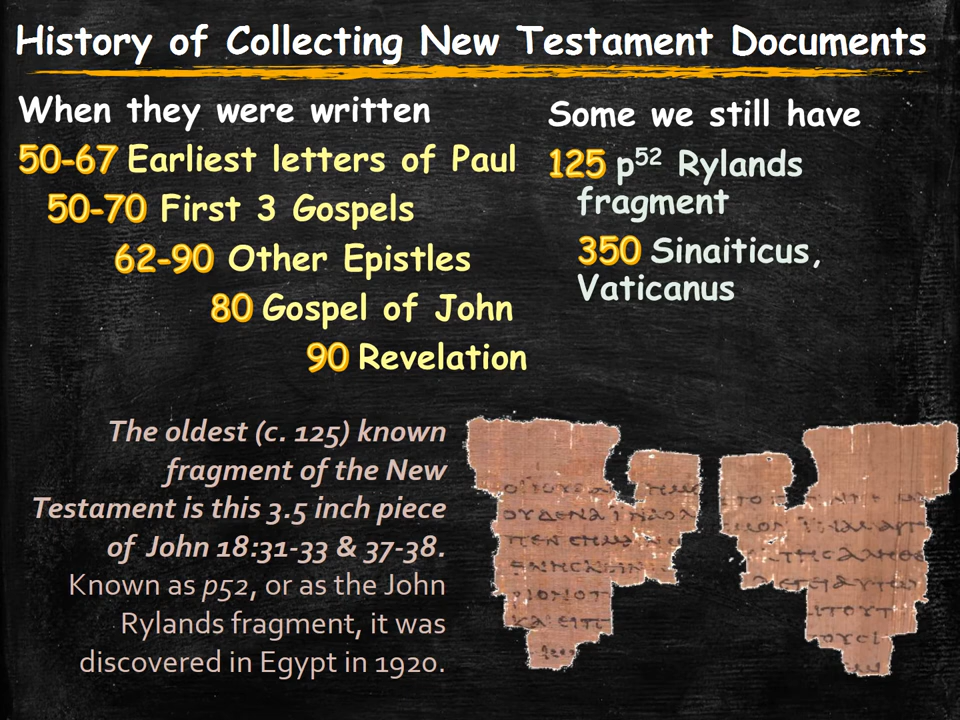 History of Collecting New Testament Documents
When they were written
50-67 Earliest letters of Paul
50-70 First 3 Gospels
62-90 Other Epistles
80 Gospel of John
90 Revelation
Some we still have
125 p52 Rylands
fragment
350 Sinaiticus,
Vaticanus
The oldest (c. 125) known
fragment of the New
Testament is this 3.5 inch piece
of John 18:31-33 & 37-38.
Known as p52, or as the John
Rylands fragment, it was
discovered in Egypt in 1920.